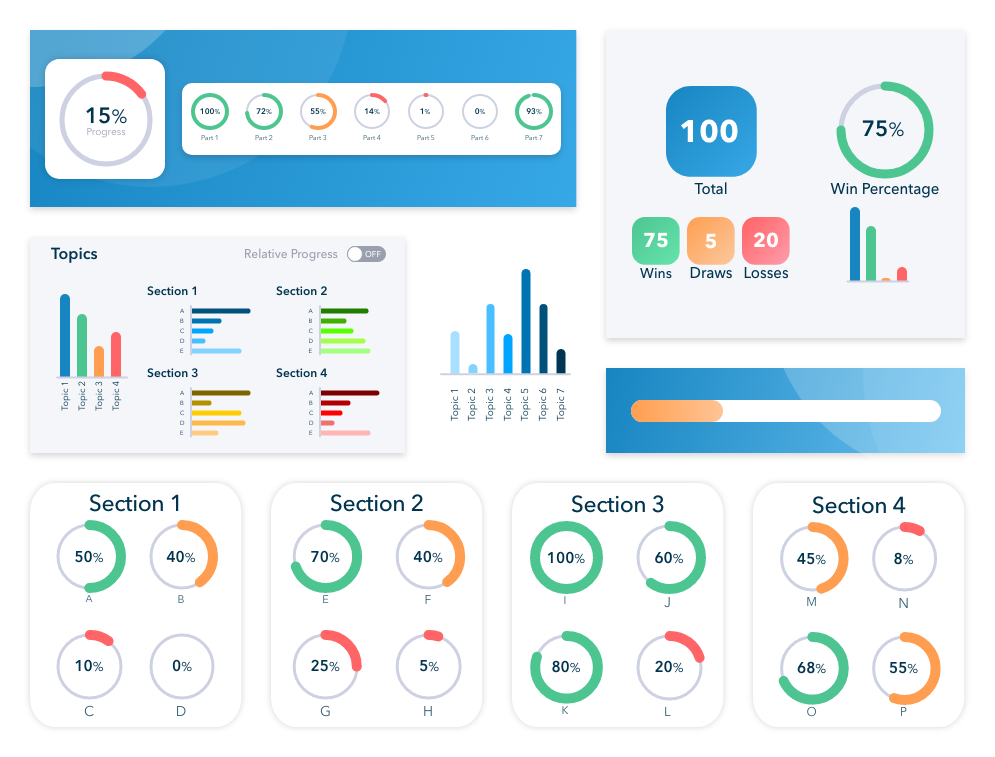 15%
Progress
100%
72%
55%
14%
1%
0%
93%
Part 1
Part 2
Part 3
Part 4
Part 5
Part 6
Part 7
100
Total
75%
Win Percentage
75
5
20
Wins
Draws
Losses
Topics
Relative Progress
OFF
Topic 1
Topic 2
Topic 3
Topic 4
Section 1
A
B
C
D
E
Section 2
A
B
C
D
E
Section 3
A
B
C
D
E
Section 4
A
B
C
D
E
Topic 1
Topic 2
Topic 3
Topic 4
Topic 5
Topic 6
Topic 7
Section 1
50%
40%
A
B
10%
0%
C
D
Section 2
70%
40%
E
F
25%
5%
G
H
Section 3
100%
60%
I
J
80%
20%
K
L
Section 4
45%
8%
M
N
68%
55%
O
P